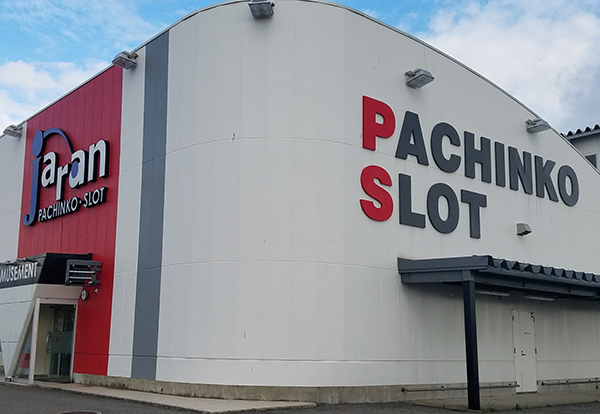 jaran
PACHINKO・SLOT
MUSEMENT
PACHINKO
SLOT